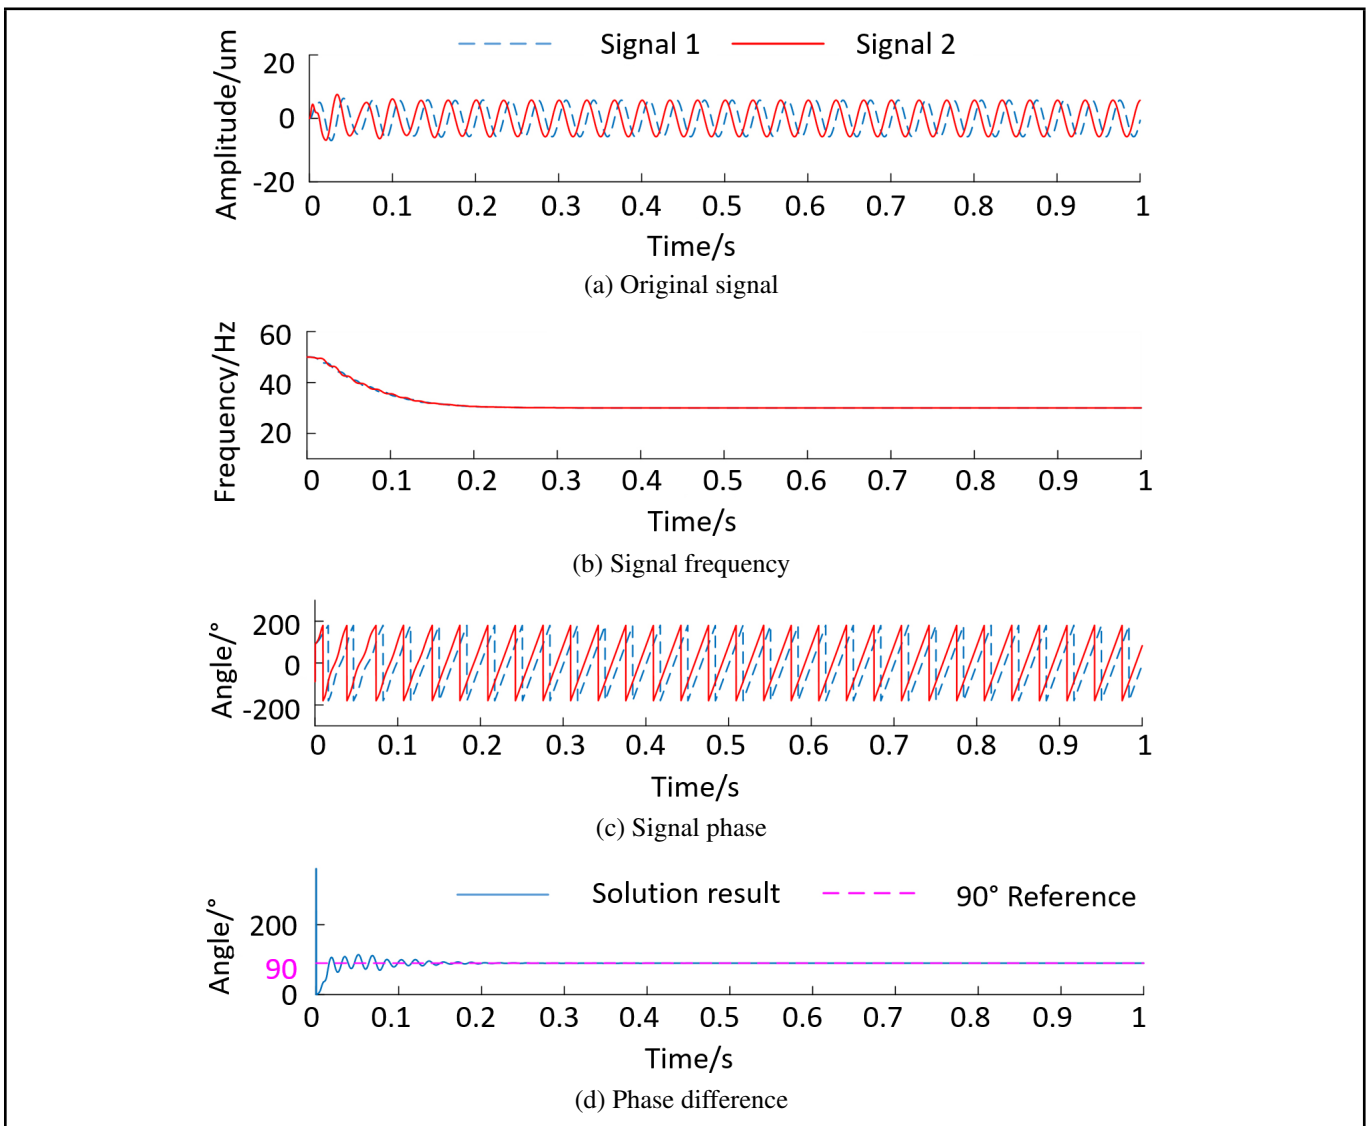 Signal 1 Signal 2
Amplitude/um
20
0
-20
0 0.1 0.2 0.3 0.4 0.5 0.6 0.7 0.8 0.9 1
Time/s
(a) Original signal
Frequency/Hz
60
40
20
0 0.1 0.2 0.3 0.4 0.5 0.6 0.7 0.8 0.9 1
Time/s
(b) Signal frequency
Angle/°
200
0
-200
0 0.1 0.2 0.3 0.4 0.5 0.6 0.7 0.8 0.9 1
Time/s
(c) Signal phase
Solution result 90° Reference
Angle/°
200
90
0
0 0.1 0.2 0.3 0.4 0.5 0.6 0.7 0.8 0.9 1
Time/s
(d) Phase difference